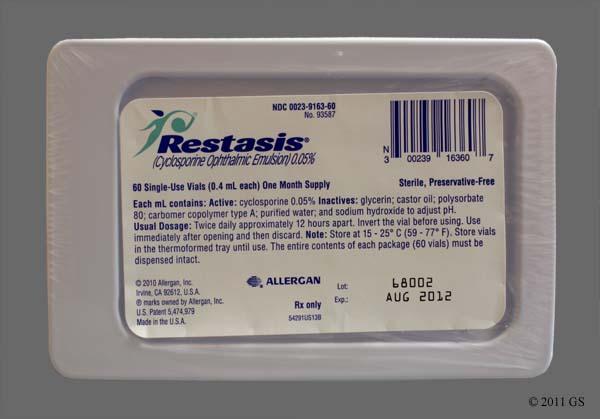 NDC 0023-9163-60
No. 93587
Restasis®
(Cyclosporine Ophthalmic Emulsion) 0.05%
N
3 00239 16360 7
60 Single-Use Vials (0.4 mL each) One Month Supply
Sterile, Preservative-Free
Each mL contains: Active: cyclosporine 0.05% Inactives: glycerin; castor oil; polysorbate
80; carbomer copolymer type A; purified water; and sodium hydroxide to adjust pH.
Usual Dosage: Twice daily approximately 12 hours apart. Invert the vial before using. Use
immediately after opening and then discard. Note: Store at 15 - 25° C (59 - 77° F). Store vials
in the thermoformed tray until use. The entire contents of each package (60 vials) must be
dispensed intact.
© 2010 Allergan, Inc.
Irvine, CA 92612, U.S.A.
® marks owned by Allergan, Inc.
U.S. Patent 5,474,979
Made in the U.S.A.
ALLERGAN
Rx only
54291US13B
Lot: 68002
Exp.: AUG 2012
© 2011 GS